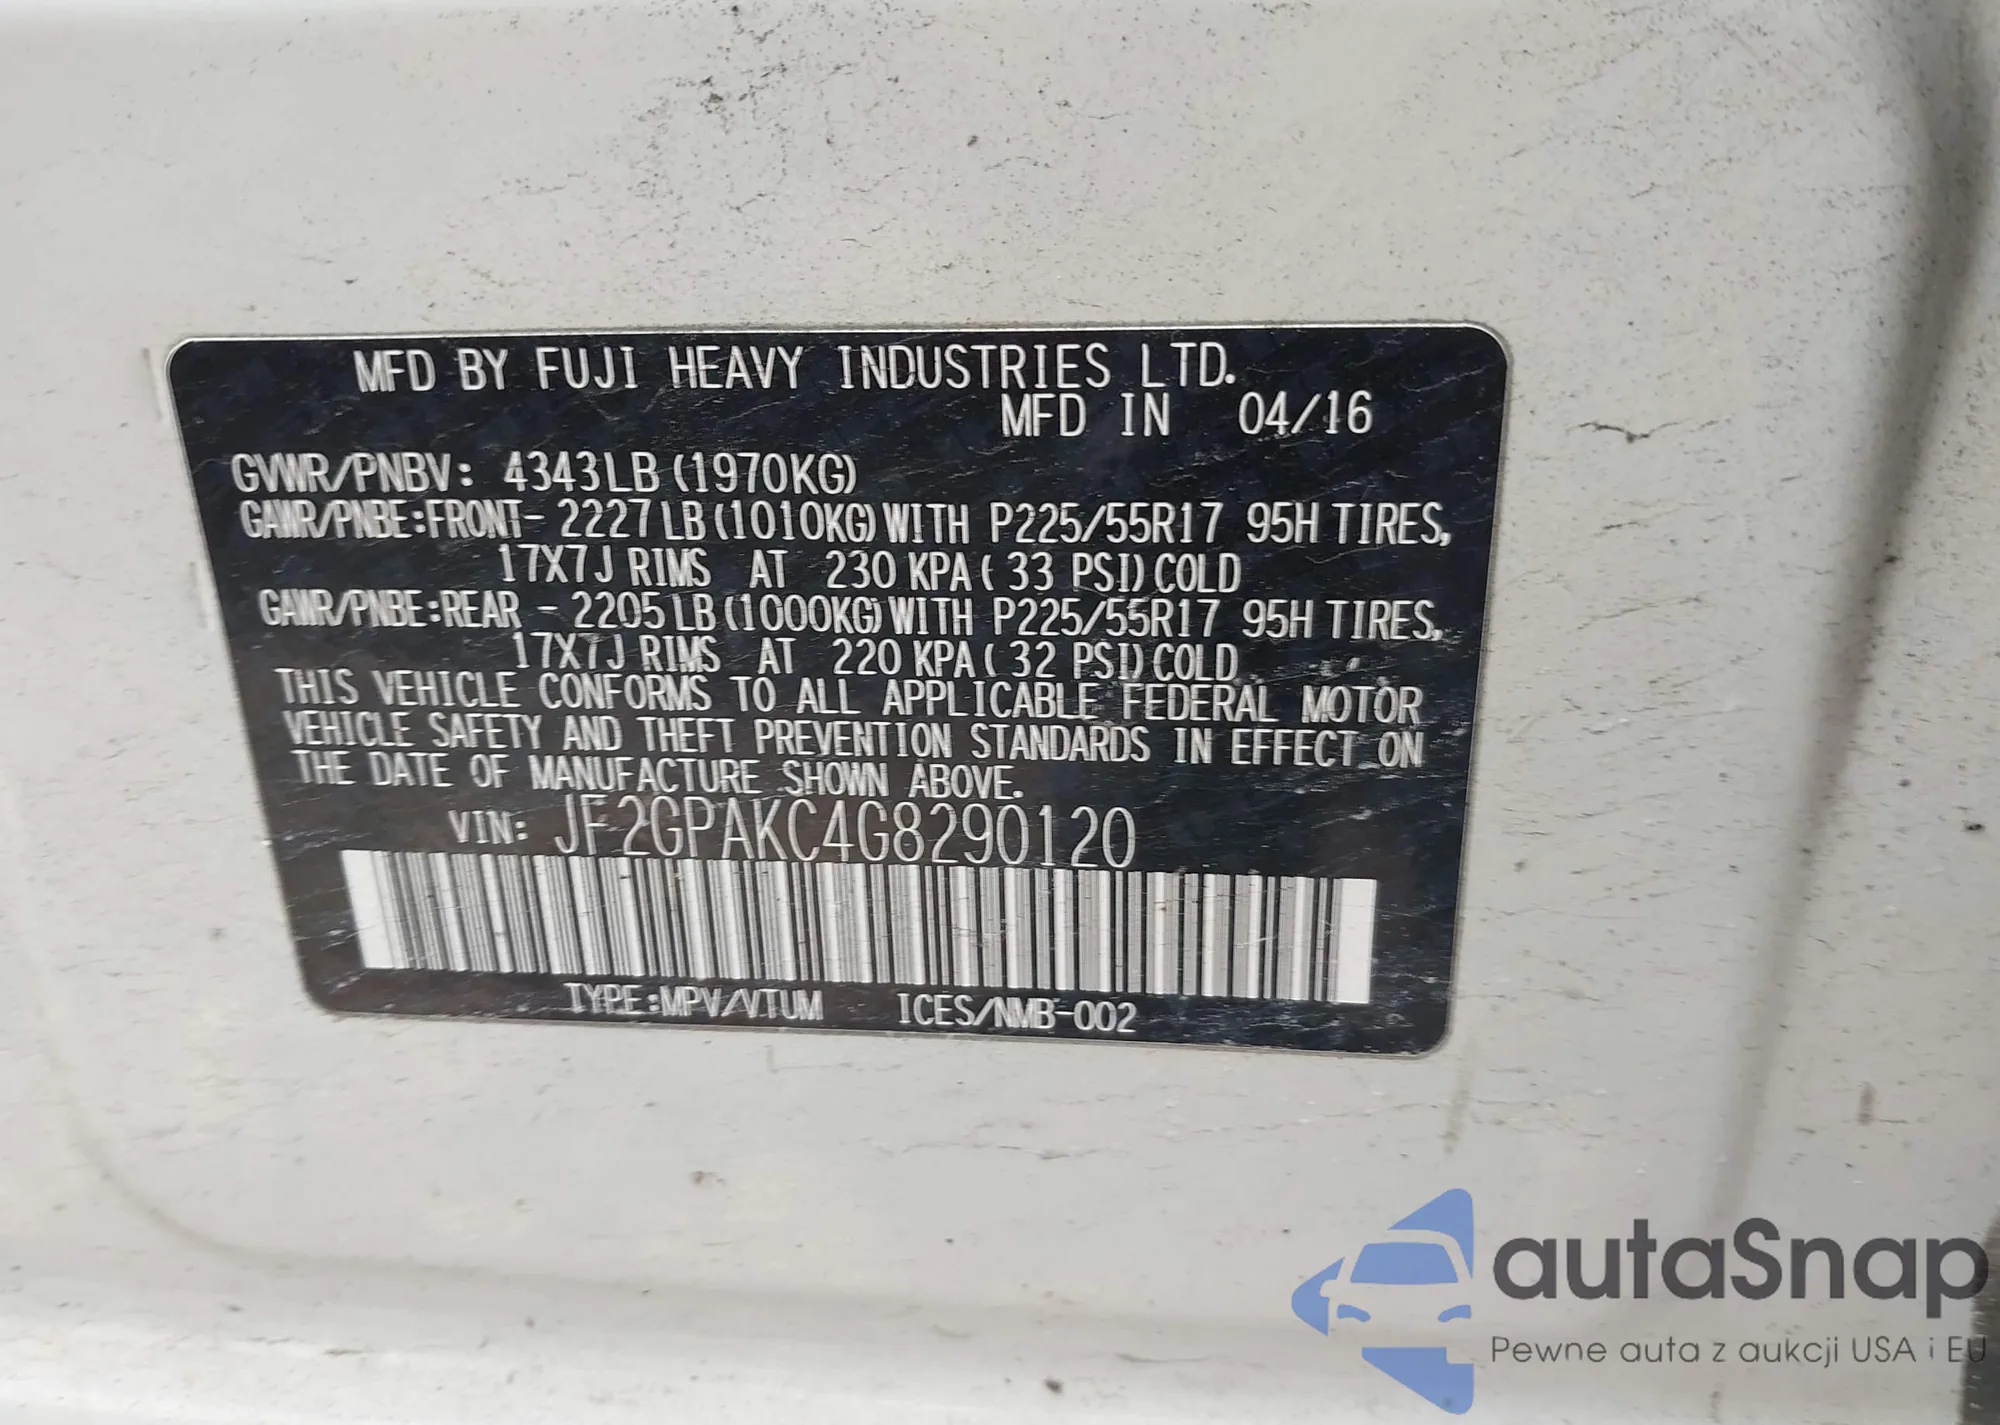 MFD BY FUJI HEAVY INDUSTRIES LTD.
MFD IN 04/16
GVWR/PNBV: 4343LB (1970KG)
GAWR/PNBE:FRONT- 2227LB(1010KG)WITH P225/55R17 95H TIRES,
17X7J RIMS AT 230 KPA( 33 PSI)COLD
GAWR/PNBE:REAR - 2205LB(1000KG)WITH P225/55R17 95H TIRES,
17X7J RIMS AT 220 KPA( 32 PSI)COLD
THIS VEHICLE CONFORMS TO ALL APPLICABLE FEDERAL MOTOR
VEHICLE SAFETY AND THEFT PREVENTION STANDARDS IN EFFECT ON
THE DATE OF MANUFACTURE SHOWN ABOVE.
VIN: JF2GPAKC4G8290120
TYPE:MPV/VTUM ICES/NMB-002
autaSnap
Pewne auta z aukcji USA i EU